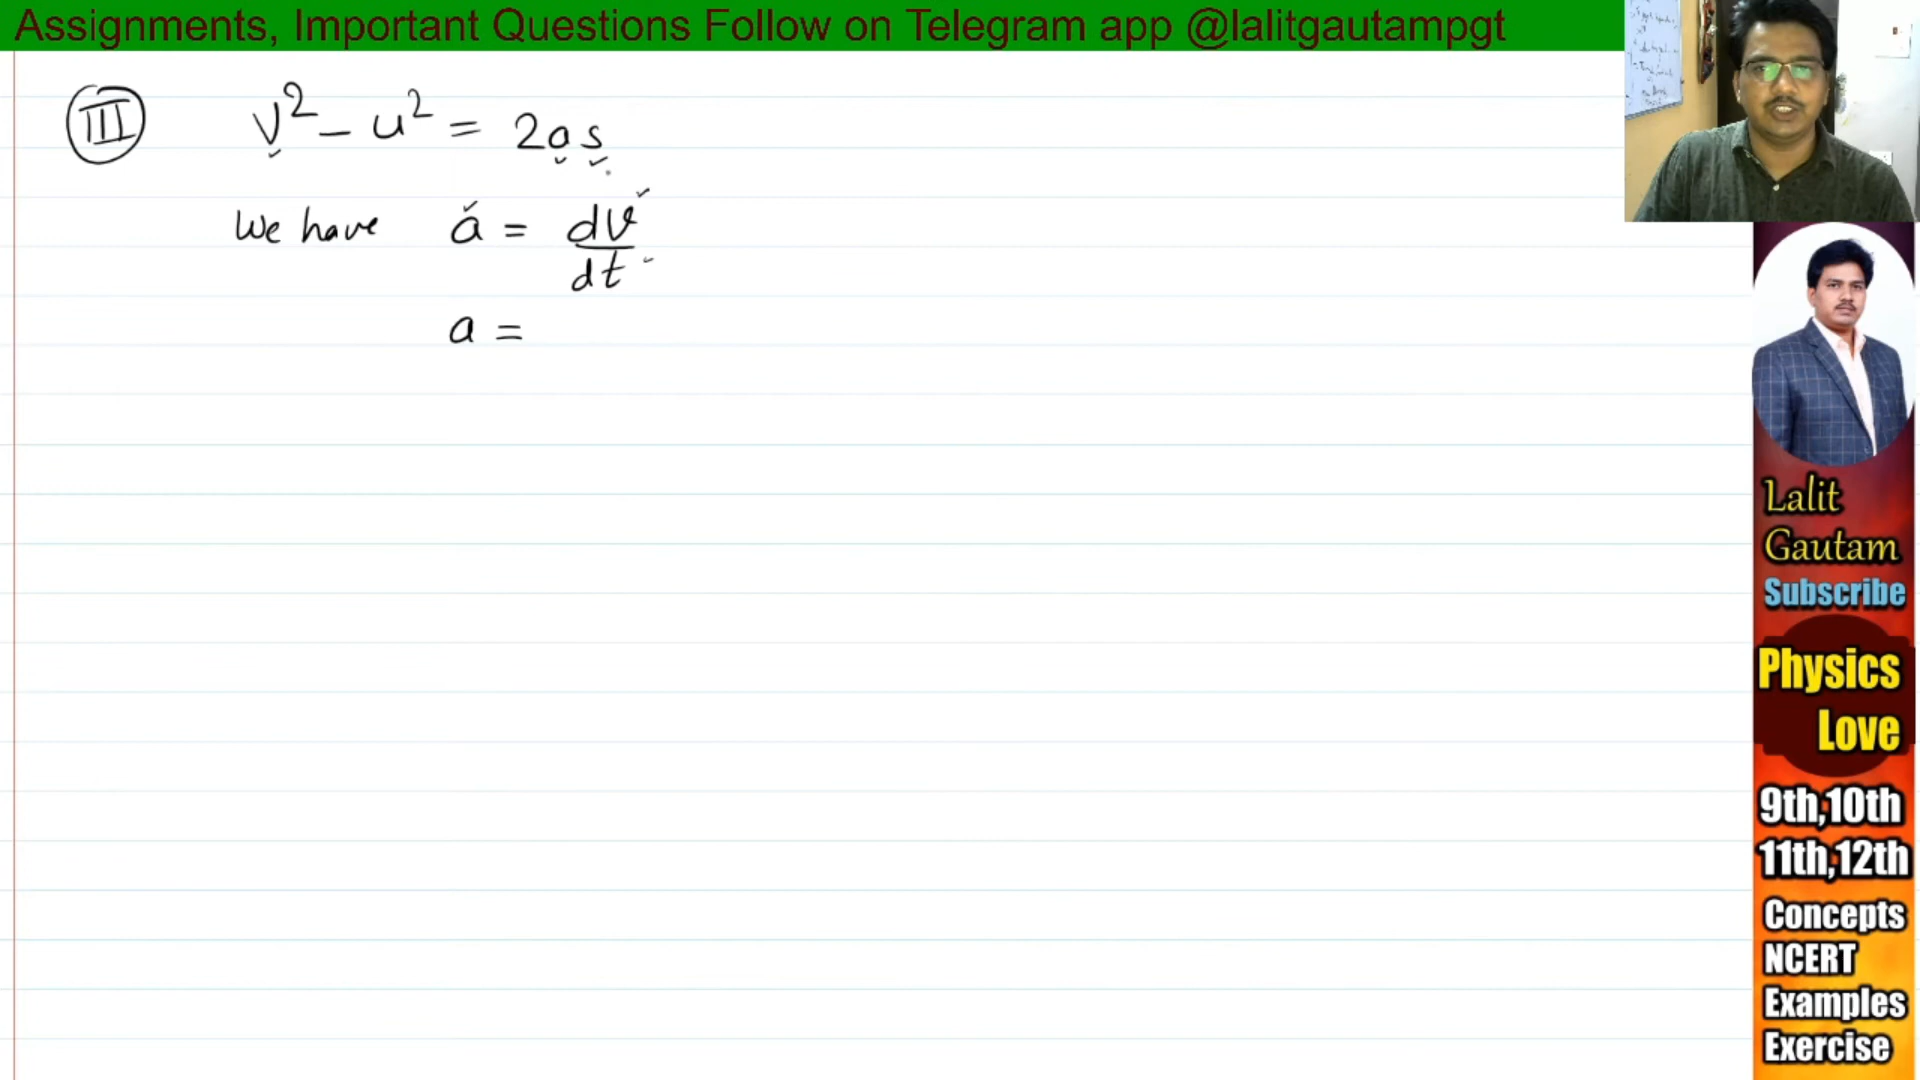 Assignments, Important Questions Follow on Telegram app @lalitgautampgt
III v² - u² = 2as
We have a = dv/dt
a =
Lalit
Gautam
Subscribe
Physics
Love
9th,10th
11th,12th
Concepts
NCERT
Examples
Exercise